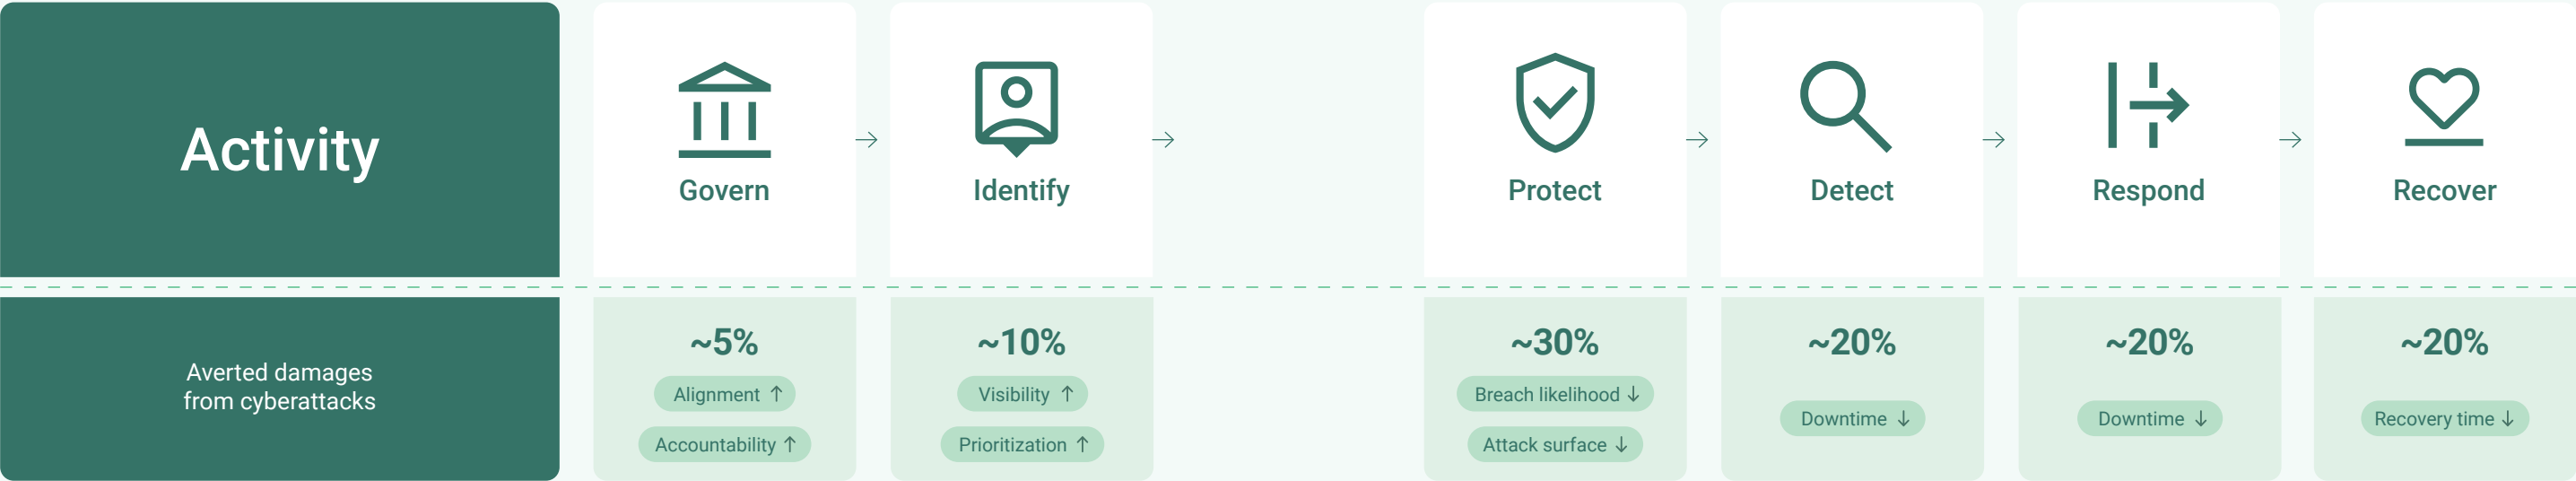 Activity
Govern
Identify
Protect
Detect
Respond
Recover
Averted damages
from cyberattacks
~5%
Alignment ↑
Accountability ↑
~10%
Visibility ↑
Prioritization ↑
~30%
Breach likelihood ↓
Attack surface ↓
~20%
Downtime ↓
~20%
Downtime ↓
~20%
Recovery time ↓